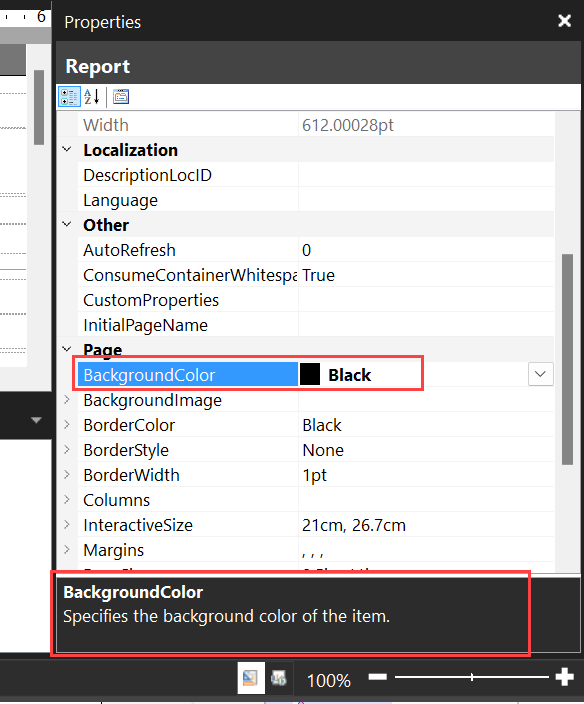 6
Properties
Report
Width 612.00028pt
Localization
DescriptionLocID
Language
Other
AutoRefresh 0
ConsumeContainerWhitespa True
CustomProperties
InitialPageName
Page
BackgroundColor Black
BackgroundImage
BorderColor Black
BorderStyle None
BorderWidth 1pt
Columns
InteractiveSize 21cm, 26.7cm
Margins , , ,
BackgroundColor
Specifies the background color of the item.
100%